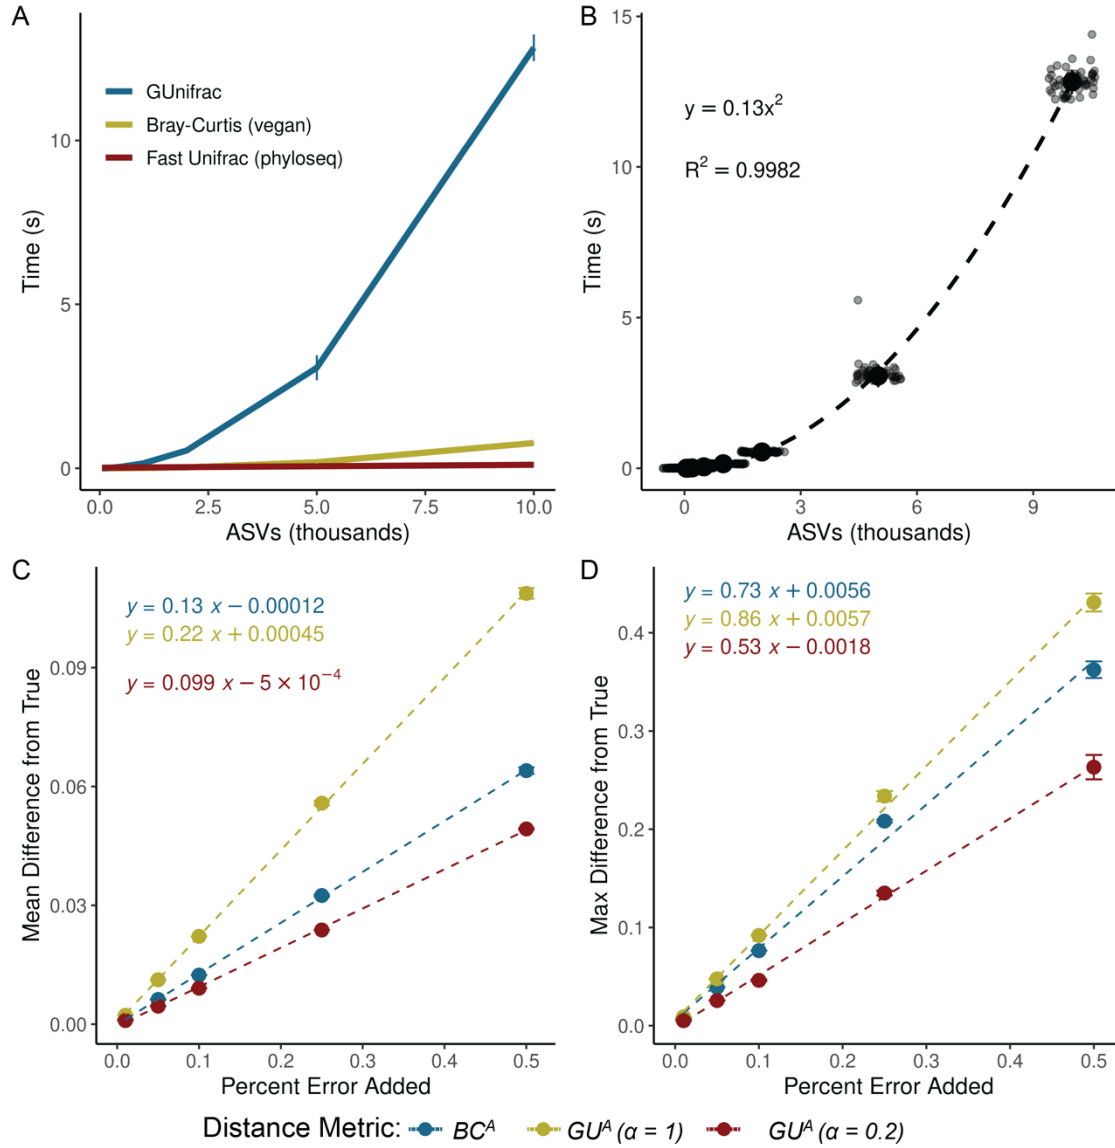 A
GUnifrac
Bray-Curtis (vegan)
Fast Unifrac (phyloseq)
Time (s)
10
5
0
0.0 2.5 5.0 7.5 10.0
ASVs (thousands)
B
y = 0.13x²
R² = 0.9982
Time (s)
15
10
5
0
0 3 6 9
ASVs (thousands)
C
y = 0.13 x − 0.00012
y = 0.22 x + 0.00045
y = 0.099 x − 5 × 10⁻⁴
Mean Difference from True
0.09
0.06
0.03
0.00
0.0 0.1 0.2 0.3 0.4 0.5
Percent Error Added
D
y = 0.73 x + 0.0056
y = 0.86 x + 0.0057
y = 0.53 x − 0.0018
Max Difference from True
0.4
0.3
0.2
0.1
0.0
0.0 0.1 0.2 0.3 0.4 0.5
Percent Error Added
Distance Metric: BCᴬ GUᴬ (α = 1) GUᴬ (α = 0.2)